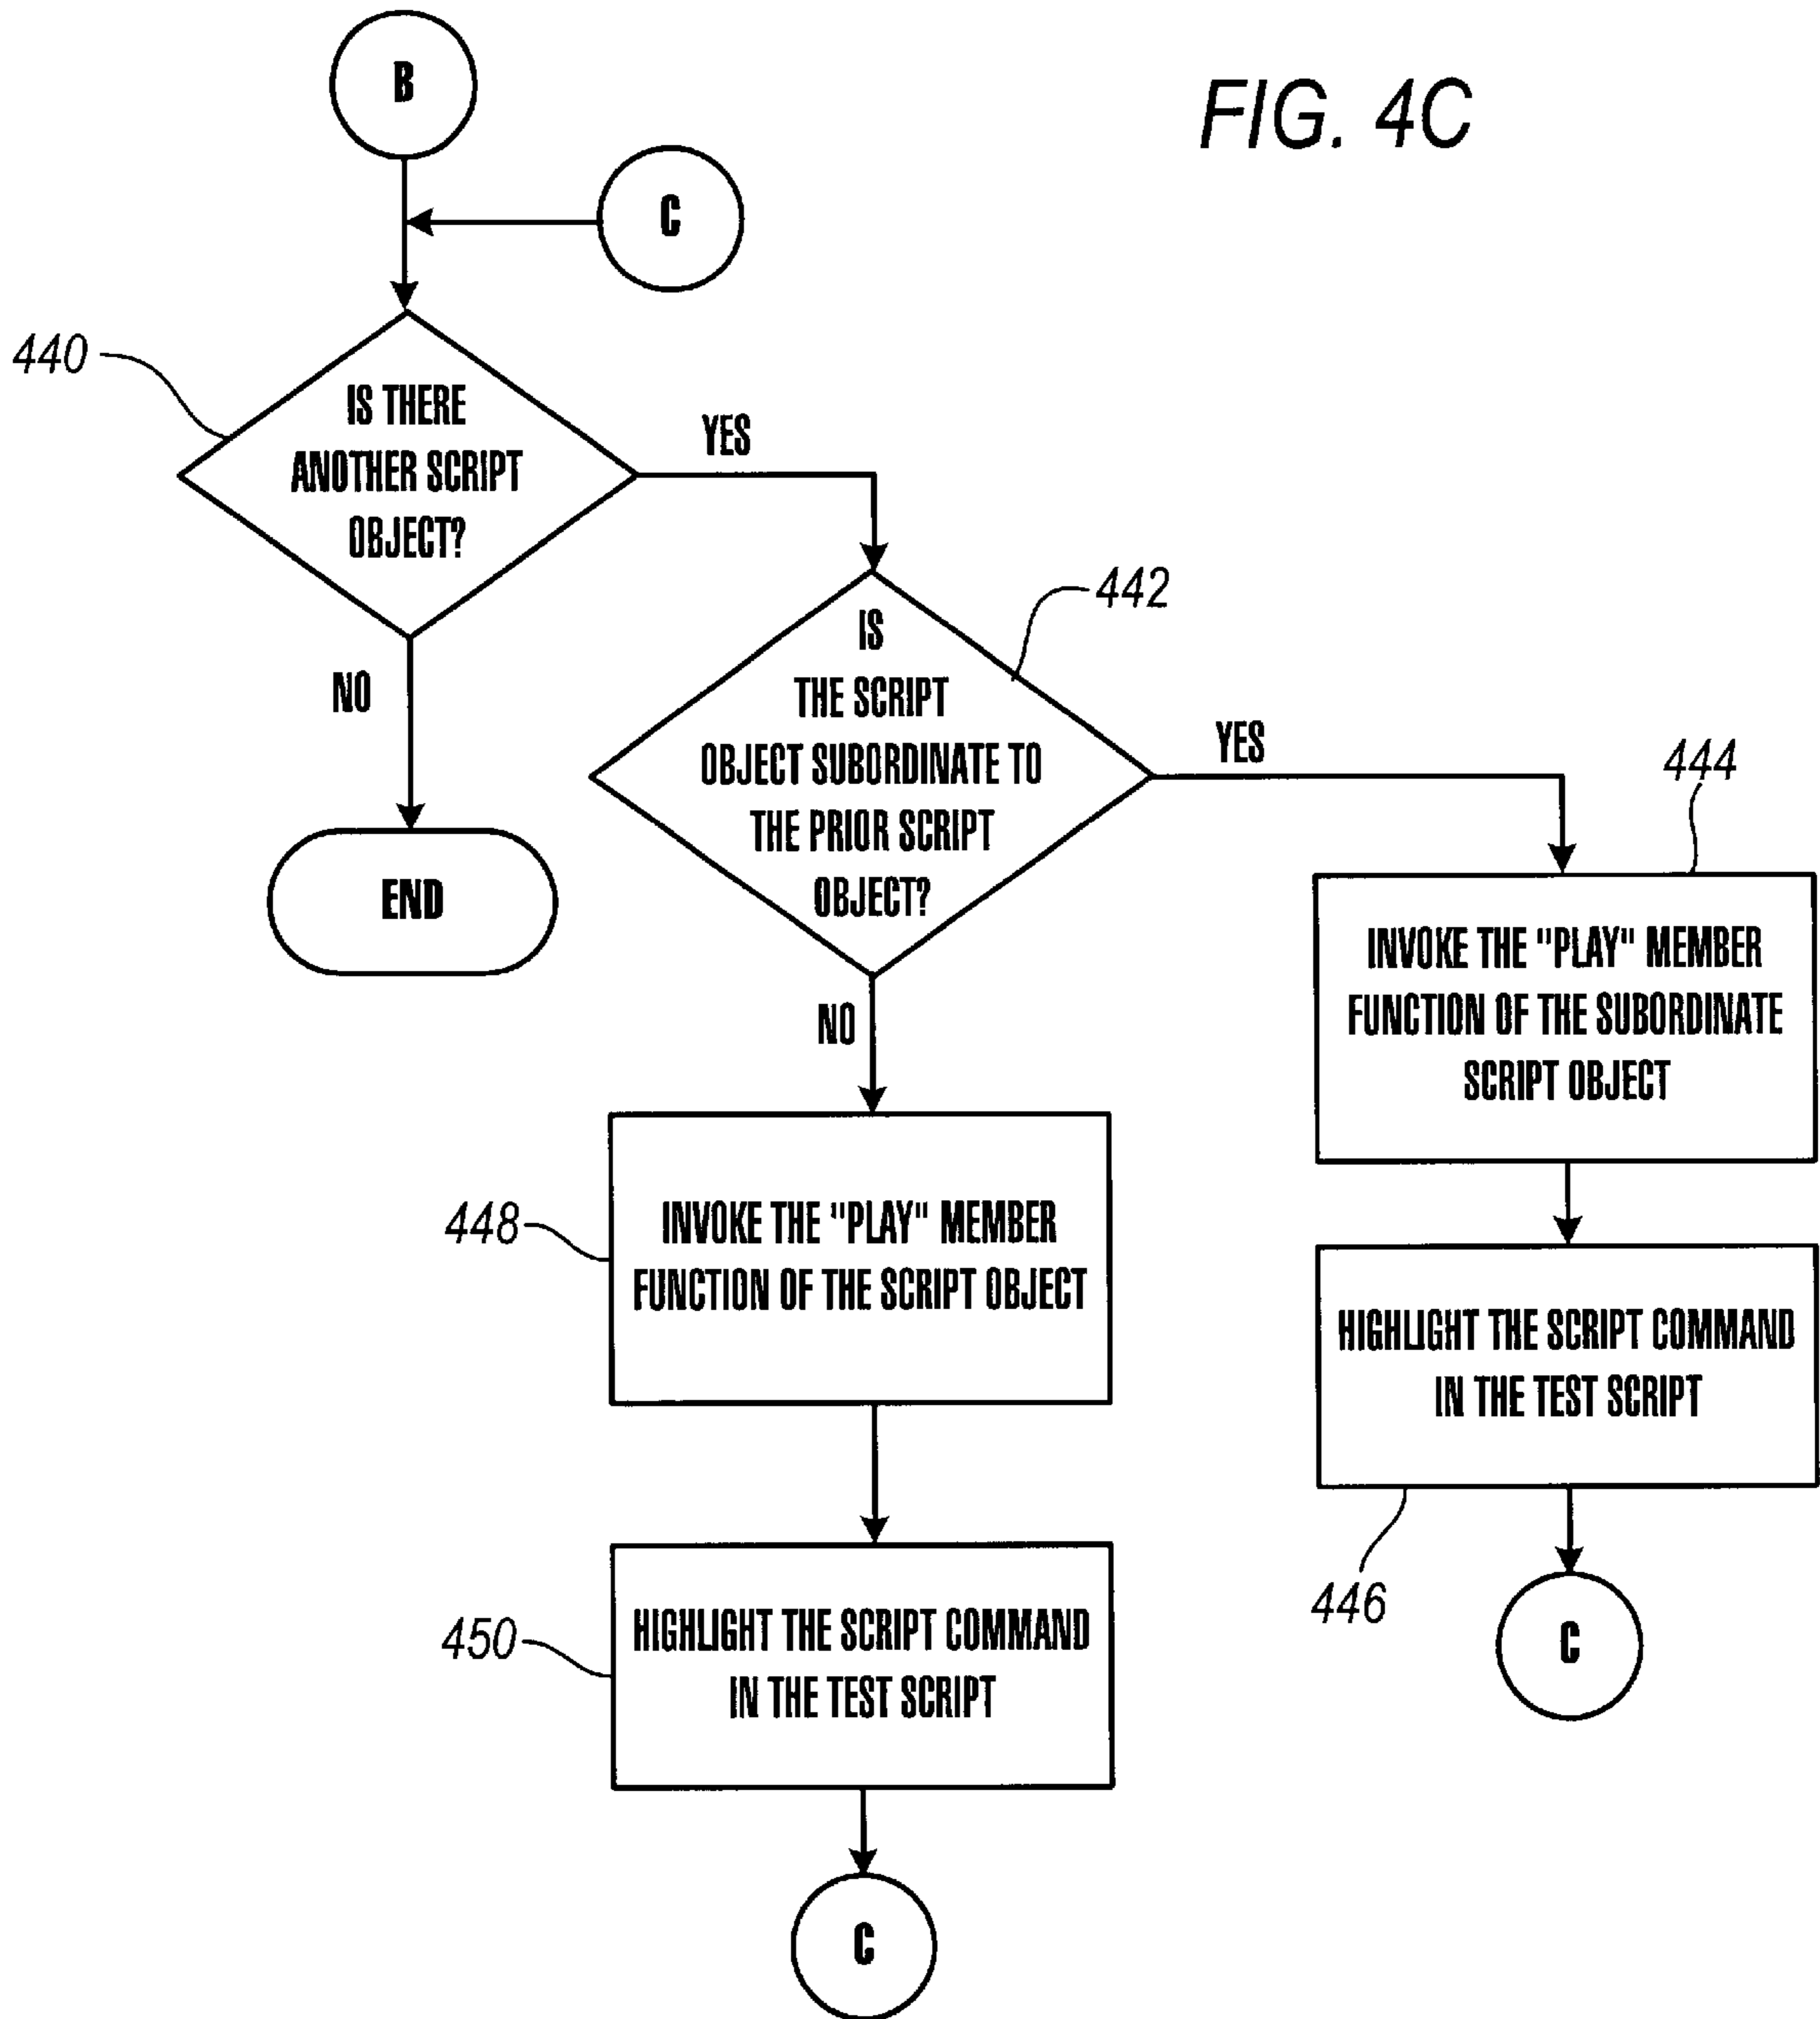 B
FIG. 4C
C
440
IS THERE
ANOTHER SCRIPT
OBJECT?
YES
NO
END
442
IS
THE SCRIPT
OBJECT SUBORDINATE TO
THE PRIOR SCRIPT
OBJECT?
YES
NO
444
INVOKE THE "PLAY" MEMBER
FUNCTION OF THE SUBORDINATE
SCRIPT OBJECT
448
INVOKE THE "PLAY" MEMBER
FUNCTION OF THE SCRIPT OBJECT
HIGHLIGHT THE SCRIPT COMMAND
IN THE TEST SCRIPT
446
C
450
HIGHLIGHT THE SCRIPT COMMAND
IN THE TEST SCRIPT
C